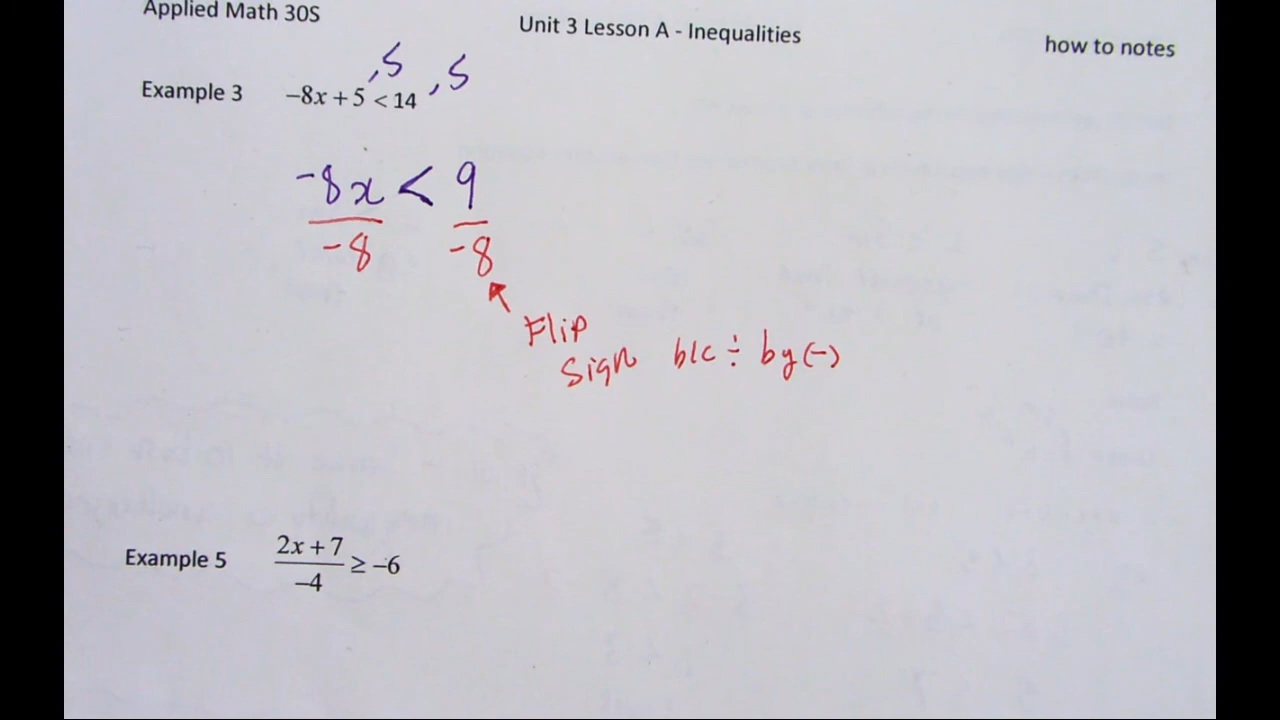 Applied Math 30S
Unit 3 Lesson A - Inequalities
how to notes
,5 ,5
Example 3 −8x + 5 < 14
-8x < 9
-8 -8
Flip
Sign b/c ÷ by (-)
Example 5 2x + 7
−4 ≥ −6